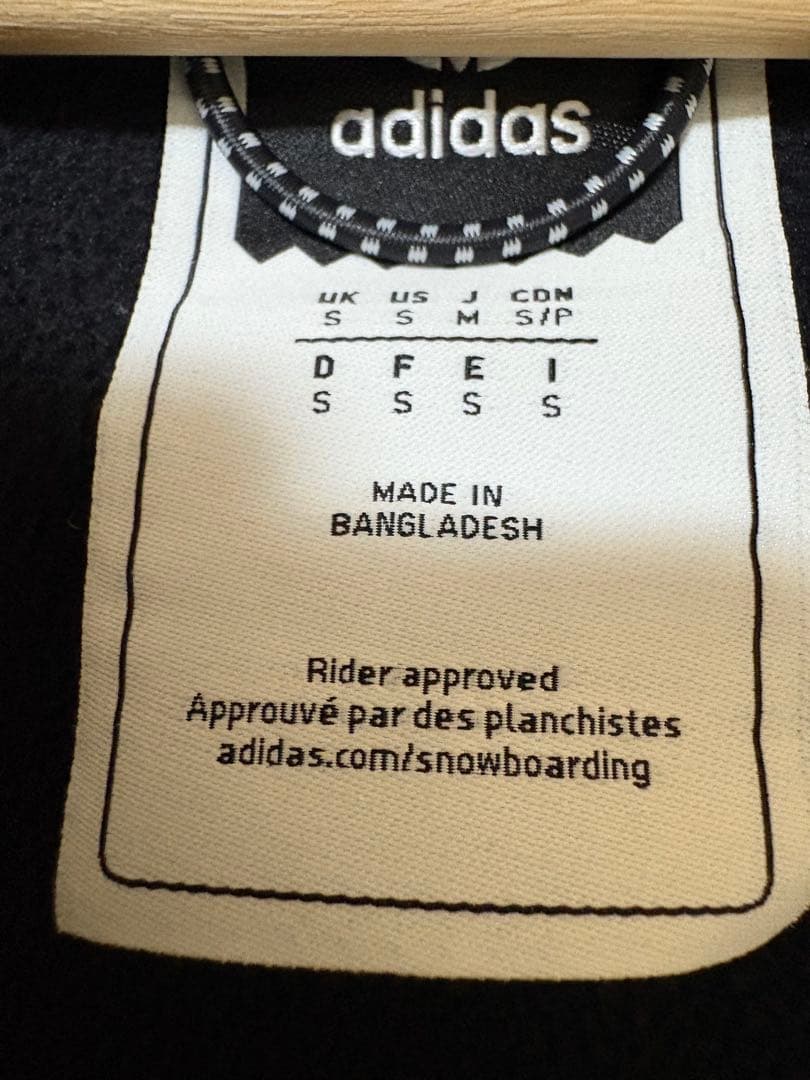 adidas
UK US J CDN
S S M S/P
D F E I
S S S S
MADE IN
BANGLADESH
Rider approved
Approuvé par des planchistes
adidas.com/snowboarding